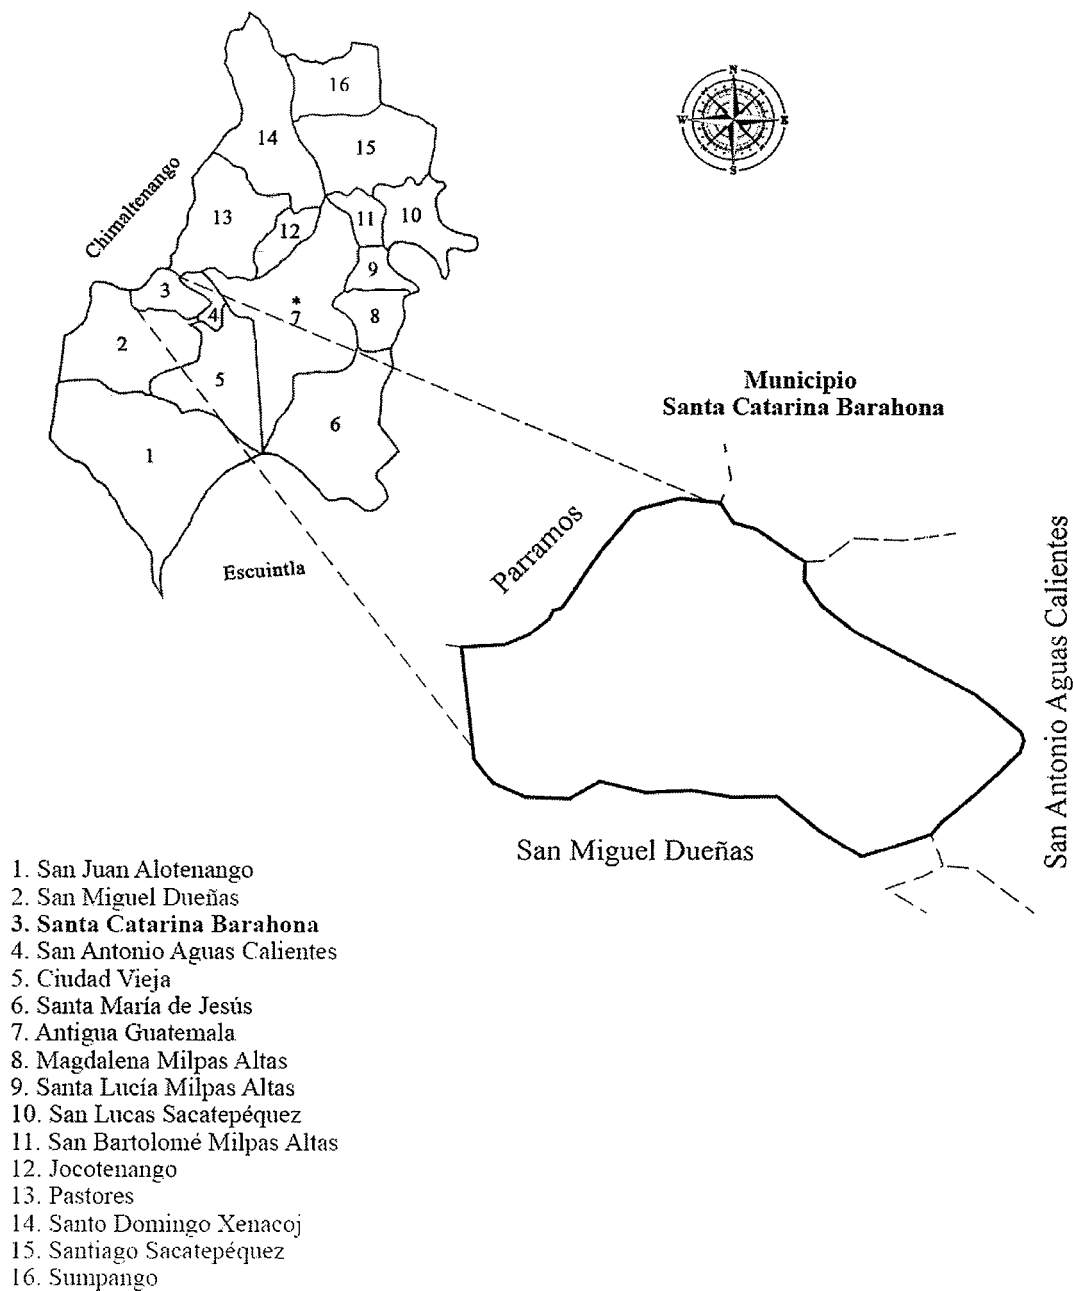 16
14
15
Chimaltenango
13
12
11
10
9
3
4
*
7
8
2
5
6
1
Escuintla
N
W
E
S
Municipio
Santa Catarina Barahona
Parramos
San Antonio Aguas Calientes
San Miguel Dueñas
1. San Juan Alotenango
2. San Miguel Dueñas
3. Santa Catarina Barahona
4. San Antonio Aguas Calientes
5. Ciudad Vieja
6. Santa María de Jesús
7. Antigua Guatemala
8. Magdalena Milpas Altas
9. Santa Lucía Milpas Altas
10. San Lucas Sacatepéquez
11. San Bartolomé Milpas Altas
12. Jocotenango
13. Pastores
14. Santo Domingo Xenacoj
15. Santiago Sacatepéquez
16. Sumpango